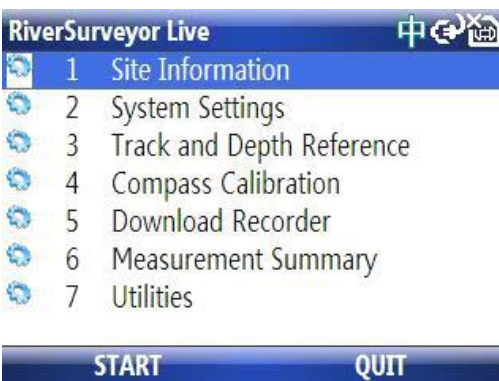 RiverSurveyor Live 中
1 Site Information
2 System Settings
3 Track and Depth Reference
4 Compass Calibration
5 Download Recorder
6 Measurement Summary
7 Utilities
START QUIT